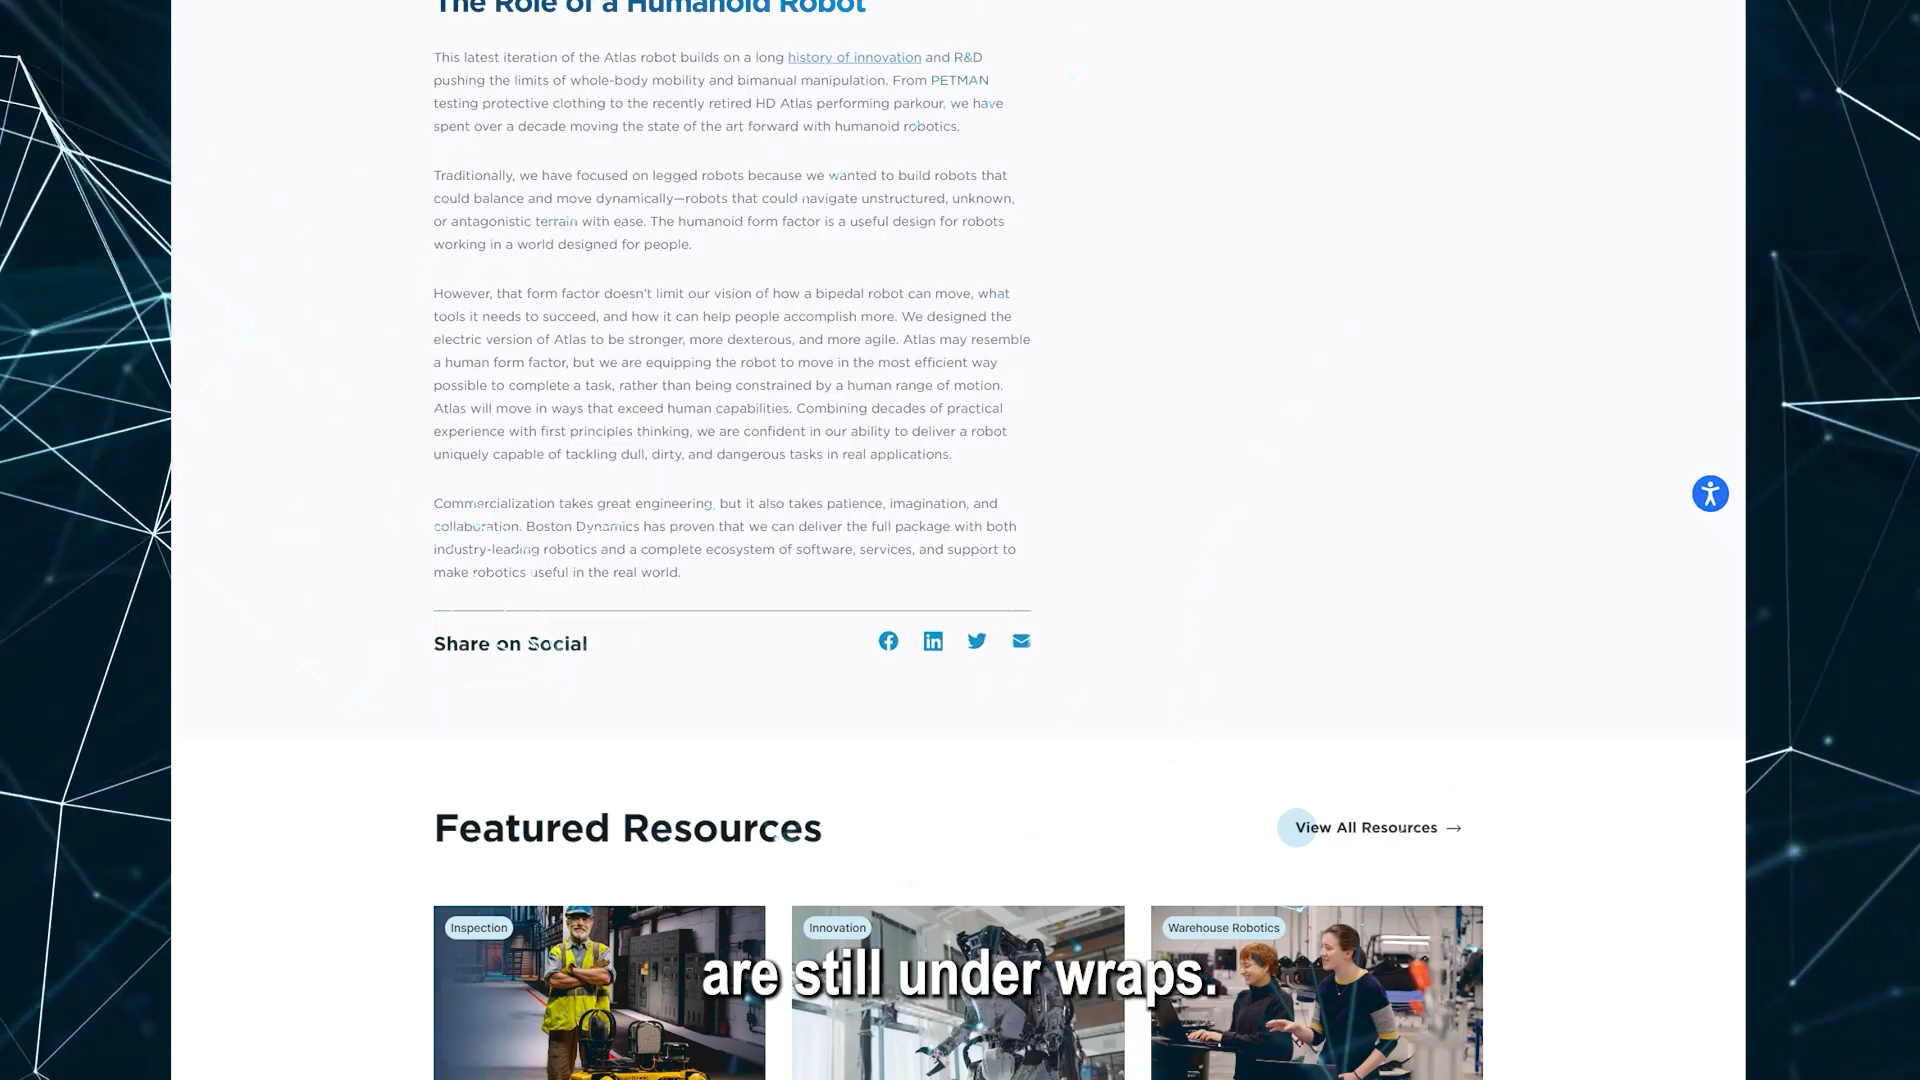 The Role of a Humanoid Robot
This latest iteration of the Atlas robot builds on a long history of innovation and R&D
pushing the limits of whole-body mobility and bimanual manipulation. From PETMAN
testing protective clothing to the recently retired HD Atlas performing parkour, we have
spent over a decade moving the state of the art forward with humanoid robotics.
Traditionally, we have focused on legged robots because we wanted to build robots that
could balance and move dynamically—robots that could navigate unstructured, unknown,
or antagonistic terrain with ease. The humanoid form factor is a useful design for robots
working in a world designed for people.
However, that form factor doesn't limit our vision of how a bipedal robot can move, what
tools it needs to succeed, and how it can help people accomplish more. We designed the
electric version of Atlas to be stronger, more dexterous, and more agile. Atlas may resemble
a human form factor, but we are equipping the robot to move in the most efficient way
possible to complete a task, rather than being constrained by a human range of motion.
Atlas will move in ways that exceed human capabilities. Combining decades of practical
experience with first principles thinking, we are confident in our ability to deliver a robot
uniquely capable of tackling dull, dirty, and dangerous tasks in real applications.
Commercialization takes great engineering, but it also takes patience, imagination, and
collaboration. Boston Dynamics has proven that we can deliver the full package with both
industry-leading robotics and a complete ecosystem of software, services, and support to
make robotics useful in the real world.
Share on Social
Featured Resources
View All Resources →
Inspection
Innovation
Warehouse Robotics
are still under wraps.